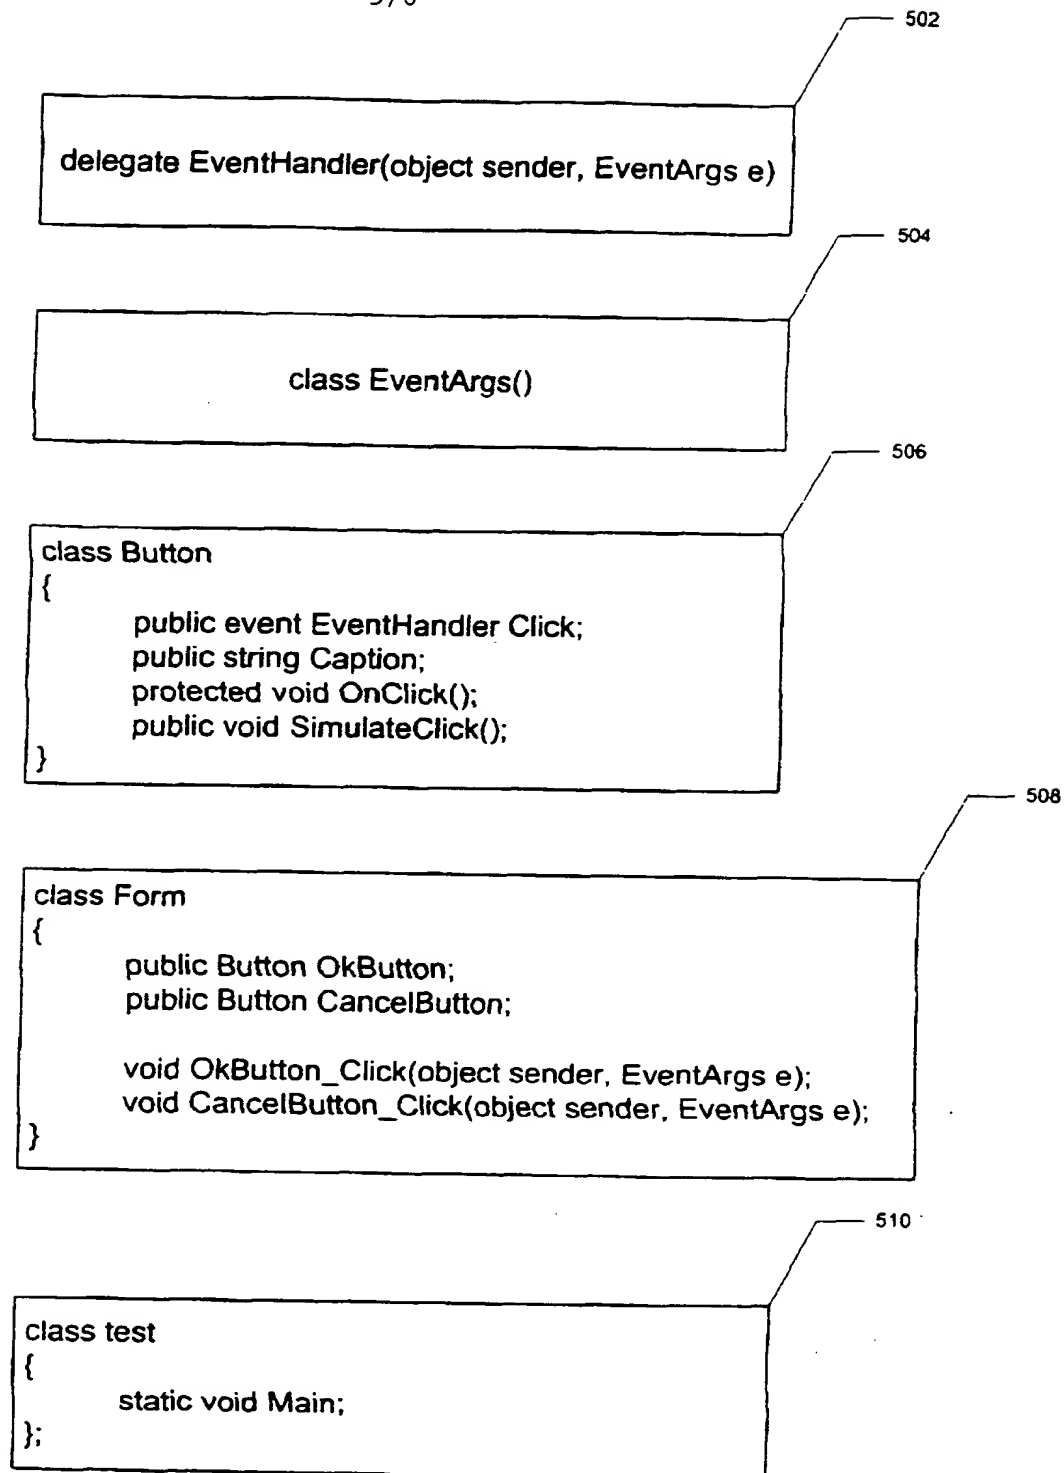 502
delegate EventHandler(object sender, EventArgs e)
504
class EventArgs()
506
class Button
{
public event EventHandler Click;
public string Caption;
protected void OnClick();
public void SimulateClick();
}
508
class Form
{
public Button OkButton;
public Button CancelButton;
void OkButton_Click(object sender, EventArgs e);
void CancelButton_Click(object sender, EventArgs e);
}
510
class test
{
static void Main;
};